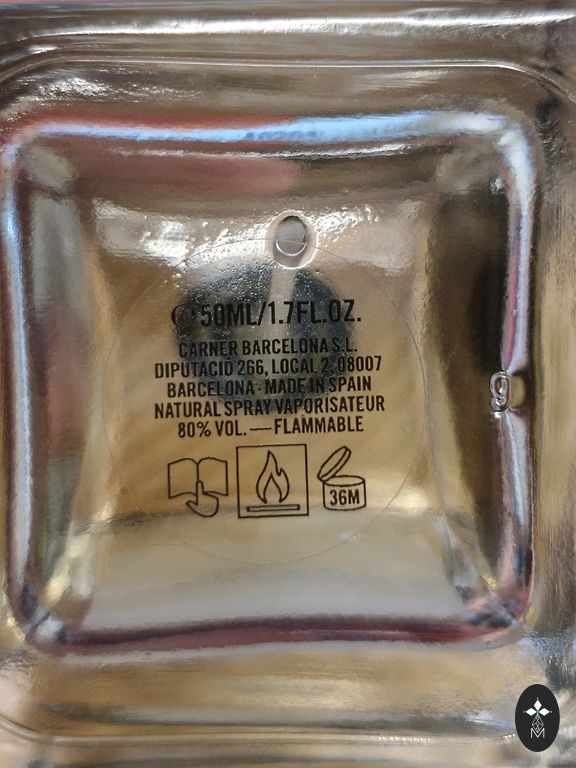 ℮ 50ML/1.7FL.OZ.
CARNER BARCELONA S.L.
DIPUTACIÓ 266, LOCAL 2, 08007
BARCELONA - MADE IN SPAIN
NATURAL SPRAY VAPORISATEUR
80% VOL. — FLAMMABLE
36M
9
M